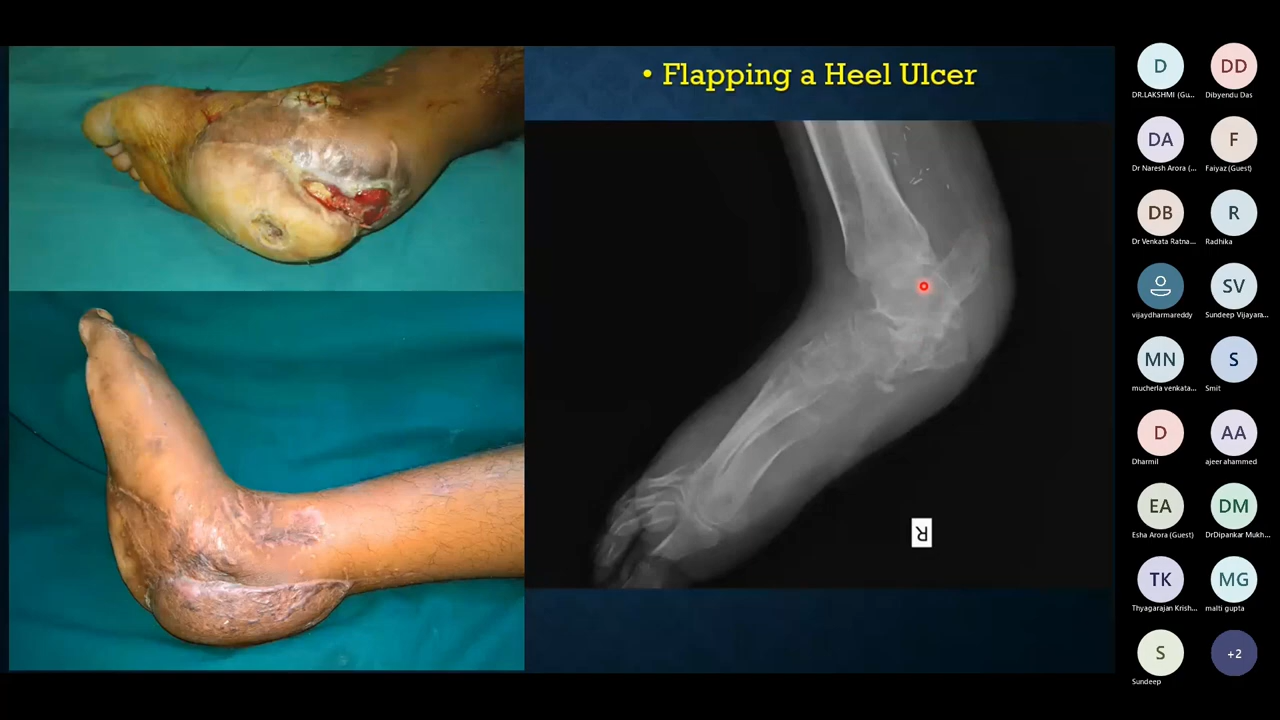 • Flapping a Heel Ulcer
R
D
DD
DR.LAKSHMI (Gu...
Dibyendu Das
DA
F
Dr Naresh Arora (...
Faiyaz (Guest)
DB
R
Dr Venkata Ratna...
Radhika
SV
vijaydharmareddy
Sundeep Vijayara...
MN
S
mucherla venkata...
Smit
D
AA
Dharmil
ajeer ahammed
EA
DM
Esha Arora (Guest)
DrDipankar Mukh...
TK
MG
Thyagarajan Krish...
malti gupta
S
+2
Sundeep